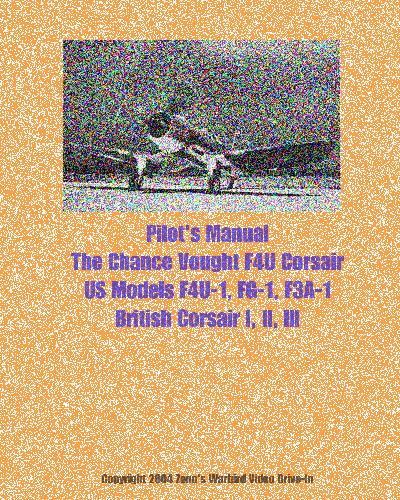 Pilot's Manual
The Chance Vought F4U Corsair
US Models F4U-1, FG-1, F3A-1
British Corsair I, II, III
Copyright 2004 Zeno's Warbird Video Drive-In